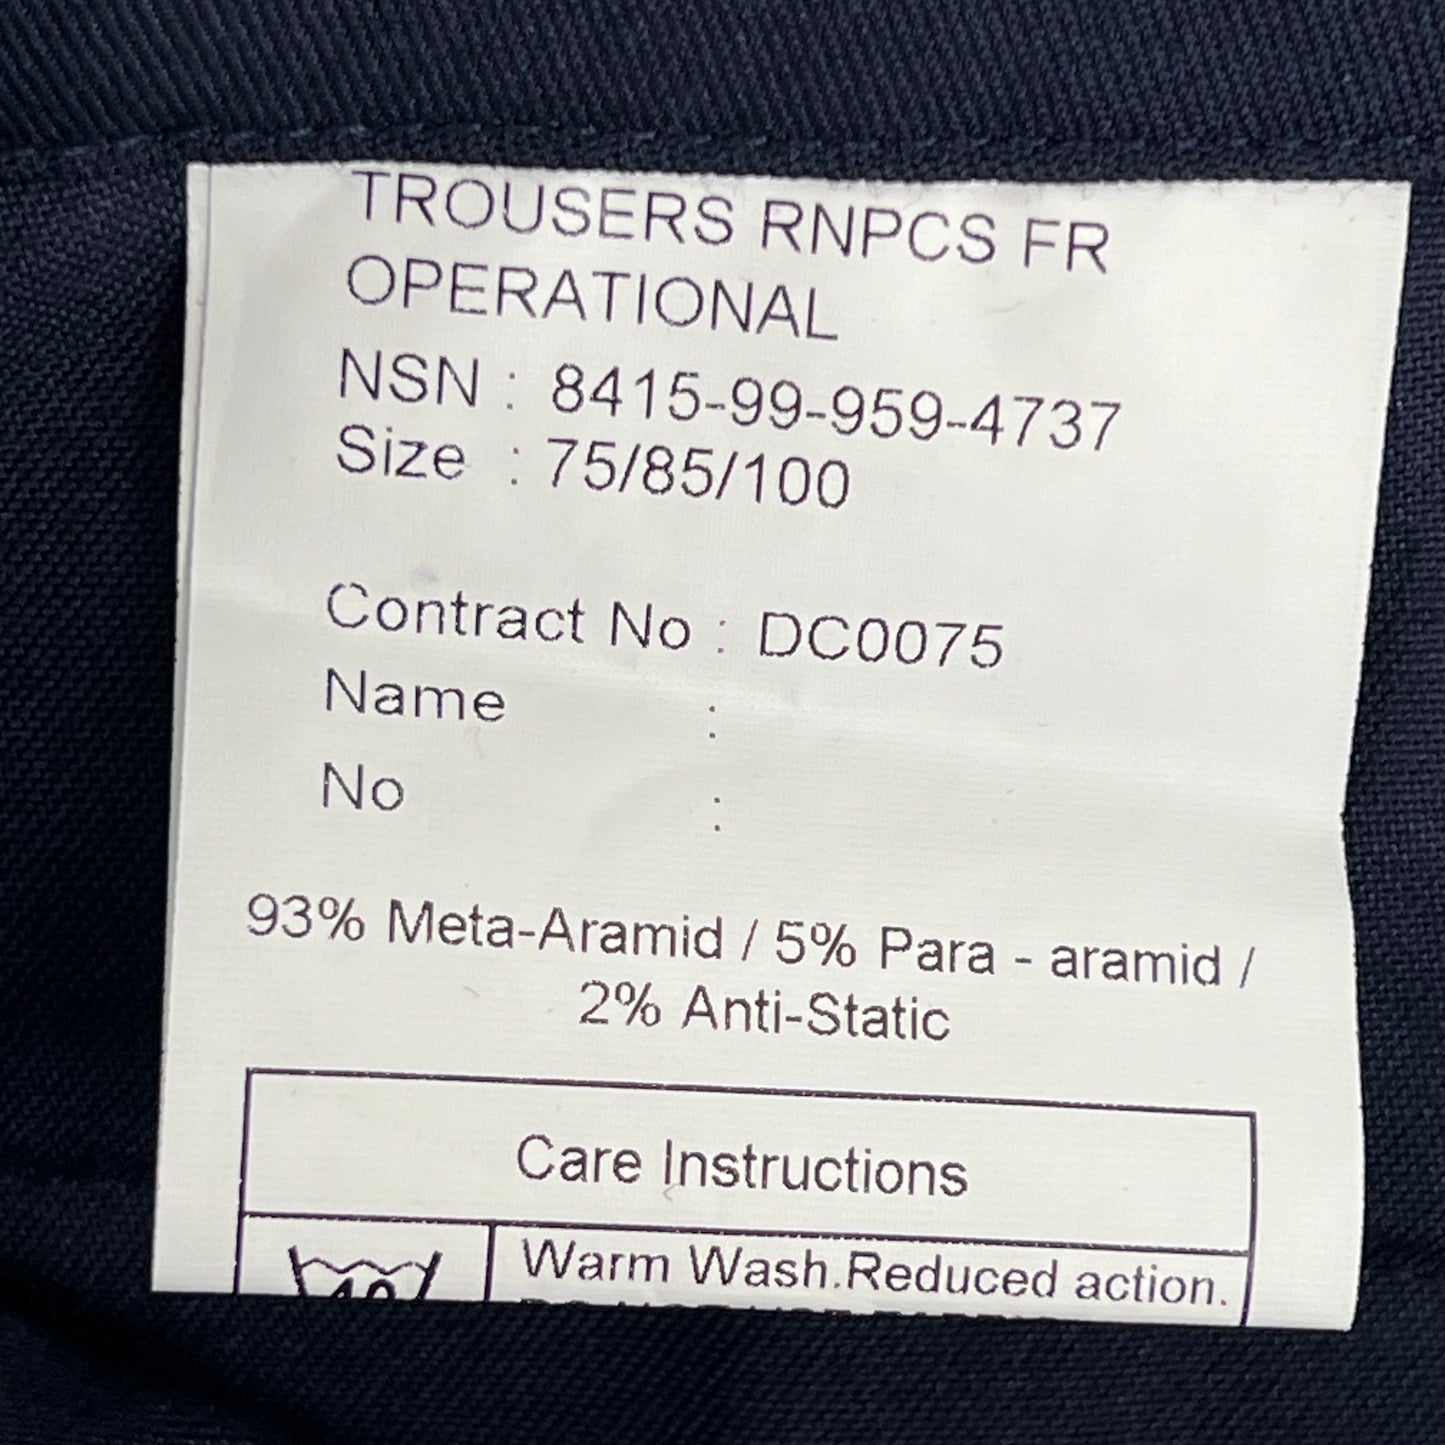 TROUSERS RNPCS FR
OPERATIONAL
NSN : 8415-99-959-4737
Size : 75/85/100
Contract No : DC0075
Name :
No :
93% Meta-Aramid / 5% Para - aramid /
2% Anti-Static
Care Instructions
40
Warm Wash.Reduced action.